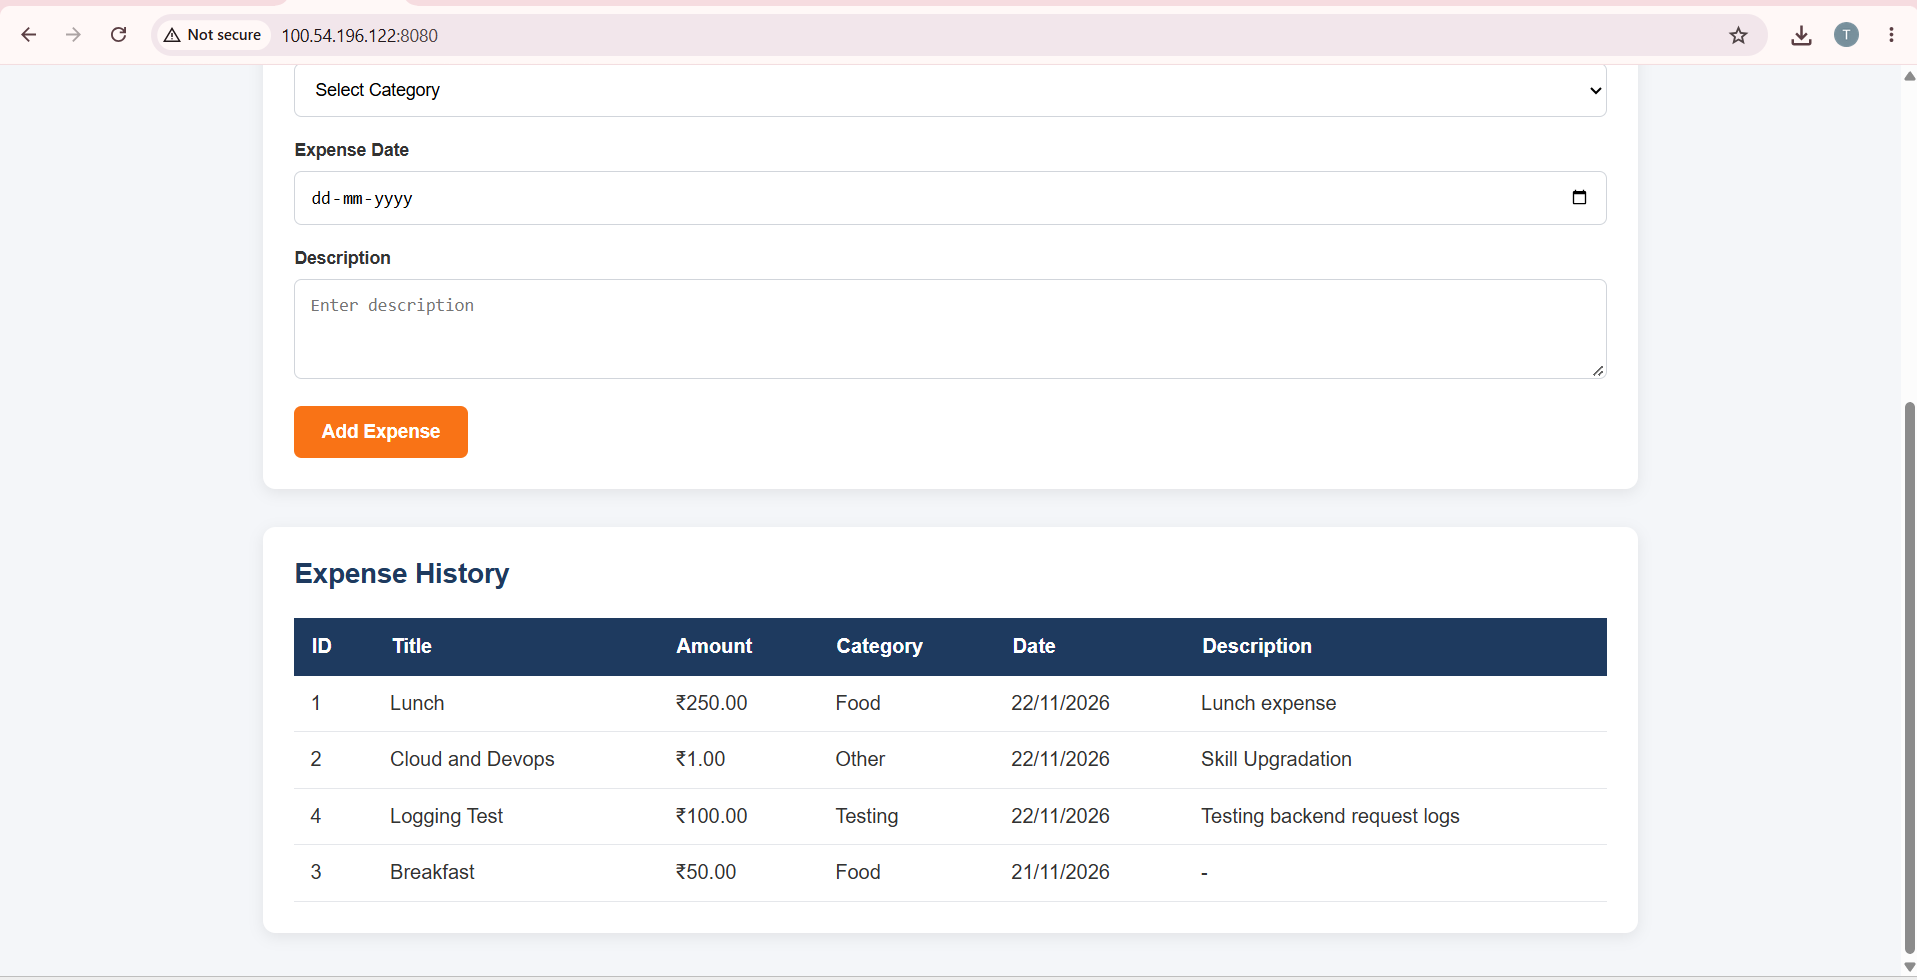 Not secure 100.54.196.122:8080 T
Select Category
Expense Date
dd-mm-yyyy
Description
Enter description
Add Expense
Expense History
ID Title Amount Category Date Description
1 Lunch ₹250.00 Food 22/11/2026 Lunch expense
2 Cloud and Devops ₹1.00 Other 22/11/2026 Skill Upgradation
4 Logging Test ₹100.00 Testing 22/11/2026 Testing backend request logs
3 Breakfast ₹50.00 Food 21/11/2026 -